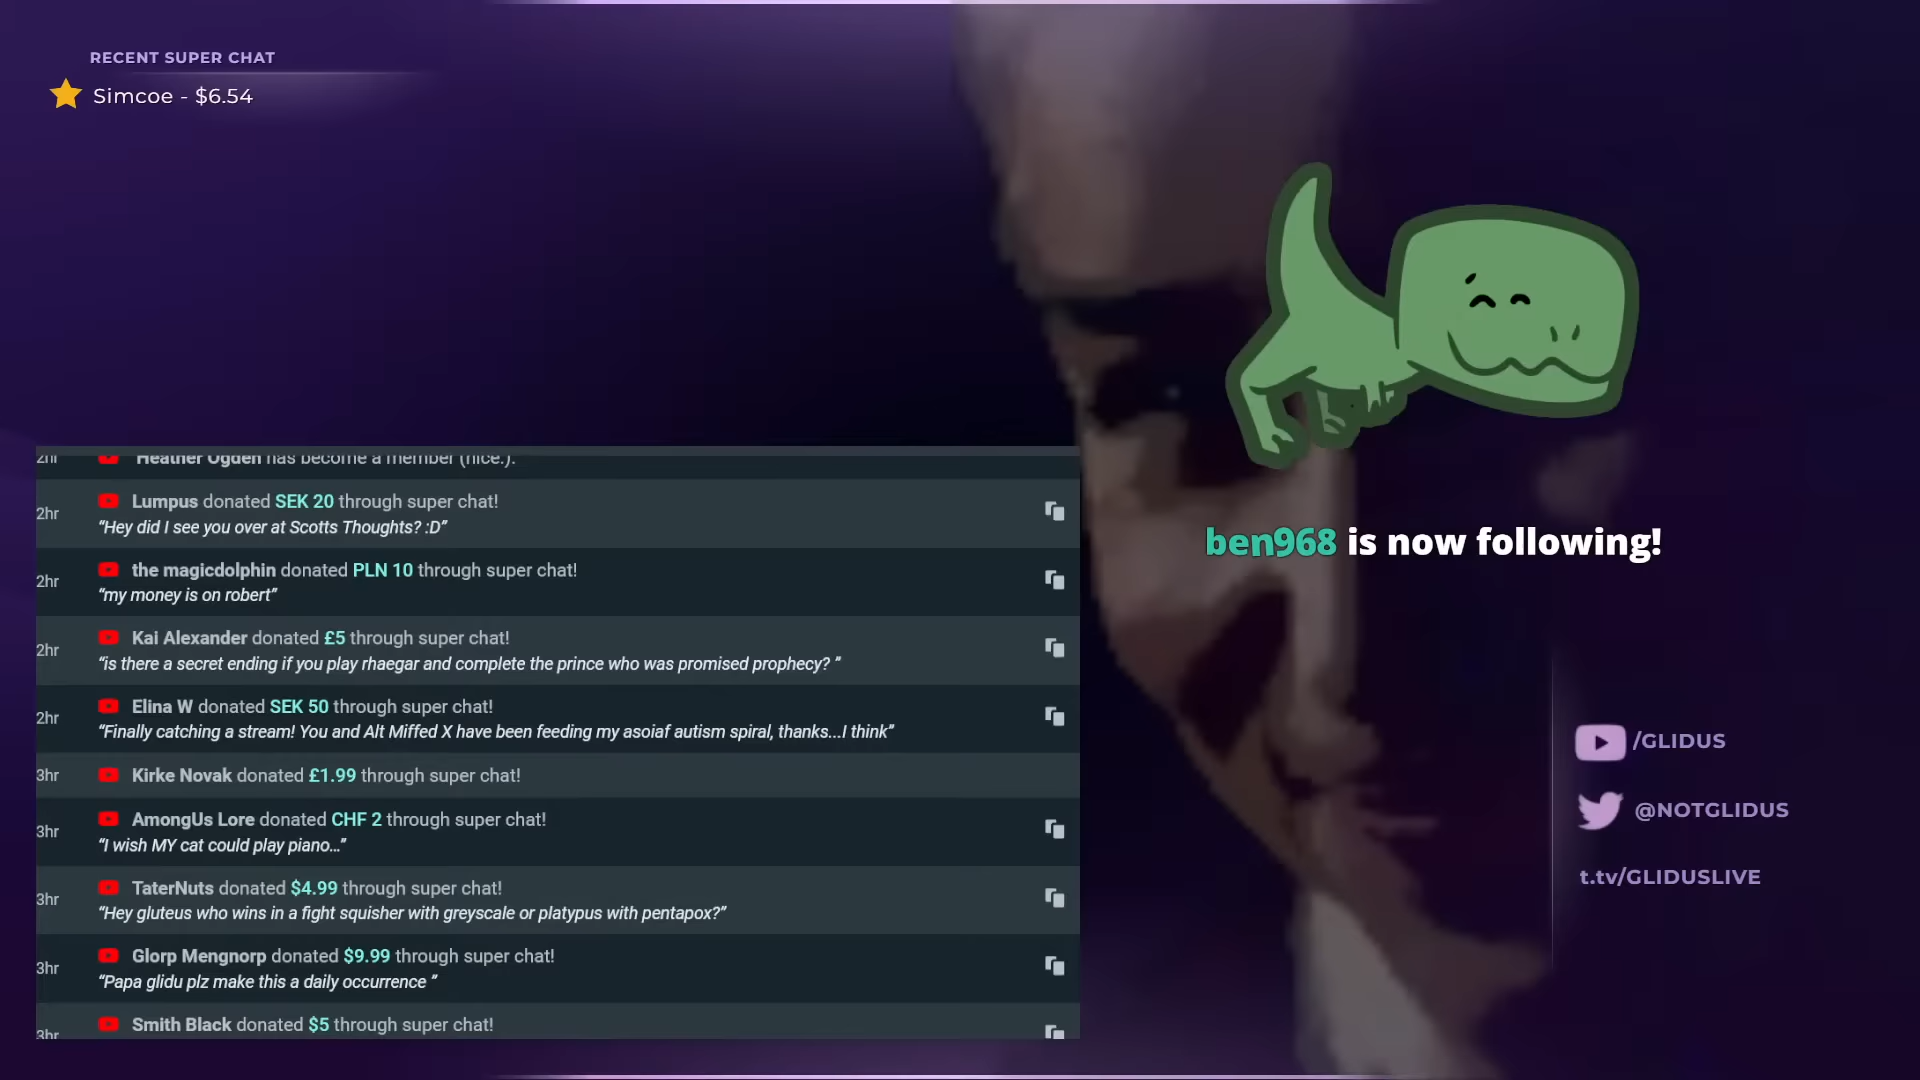 RECENT SUPER CHAT
Simcoe - $6.54
2hr Heather Ogden has become a member (nice.).
2hr Lumpus donated SEK 20 through super chat!
“Hey did I see you over at Scotts Thoughts? :D”
2hr the magicdolphin donated PLN 10 through super chat!
“my money is on robert”
2hr Kai Alexander donated £5 through super chat!
“is there a secret ending if you play rhaegar and complete the prince who was promised prophecy? ”
2hr Elina W donated SEK 50 through super chat!
“Finally catching a stream! You and Alt Miffed X have been feeding my asoiaf autism spiral, thanks...I think”
3hr Kirke Novak donated £1.99 through super chat!
3hr AmongUs Lore donated CHF 2 through super chat!
“I wish MY cat could play piano…”
3hr TaterNuts donated $4.99 through super chat!
“Hey gluteus who wins in a fight squisher with greyscale or platypus with pentapox?”
3hr Glorp Mengnorp donated $9.99 through super chat!
“Papa glidu plz make this a daily occurrence ”
3hr Smith Black donated $5 through super chat!
ben968 is now following!
/GLIDUS
@NOTGLIDUS
t.tv/GLIDUSLIVE